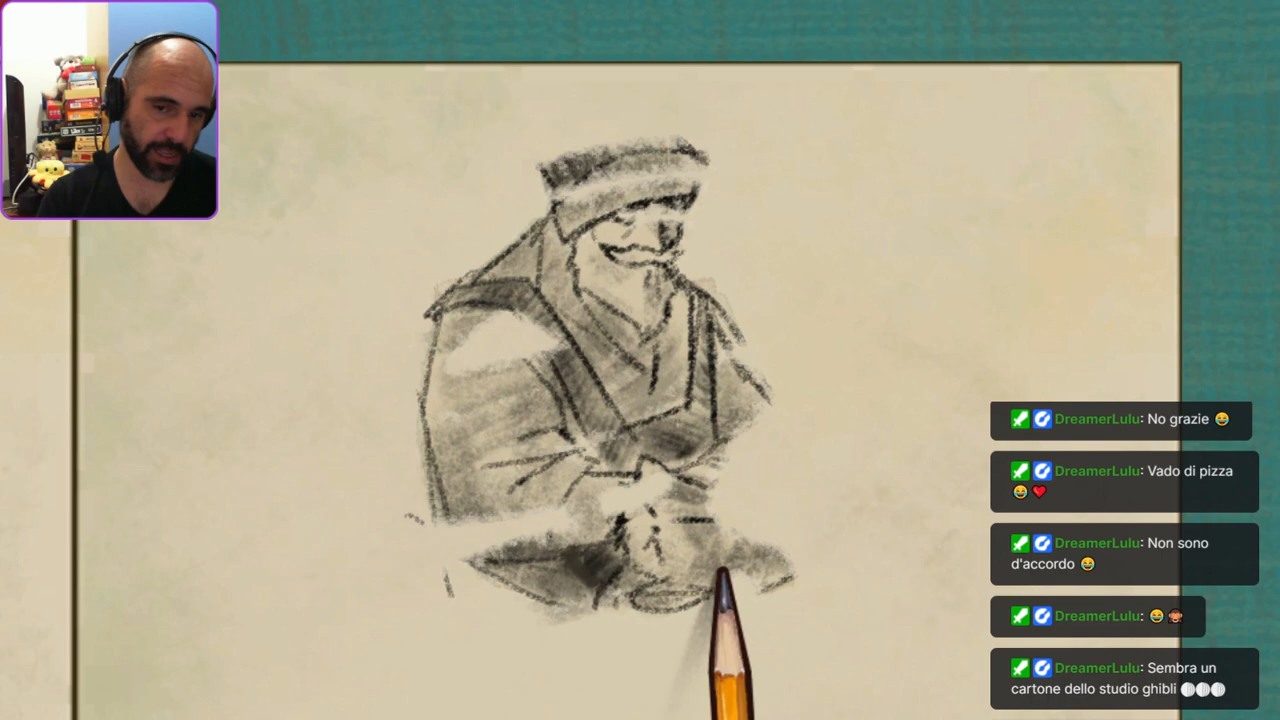 DreamerLulu: No grazie 😂
DreamerLulu: Vado di pizza
😂❤️
DreamerLulu: Non sono
d'accordo 😂
DreamerLulu: 😂🙈
DreamerLulu: Sembra un
cartone dello studio ghibli